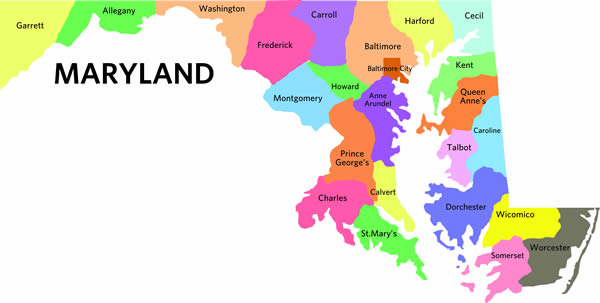 Garrett
Allegany
Washington
Frederick
Carroll
Baltimore
Harford
Cecil
MARYLAND
Baltimore City
Kent
Montgomery
Howard
Anne
Arundel
Queen
Anne's
Caroline
Talbot
Prince
George's
Charles
Calvert
St.Mary's
Dorchester
Wicomico
Somerset
Worcester